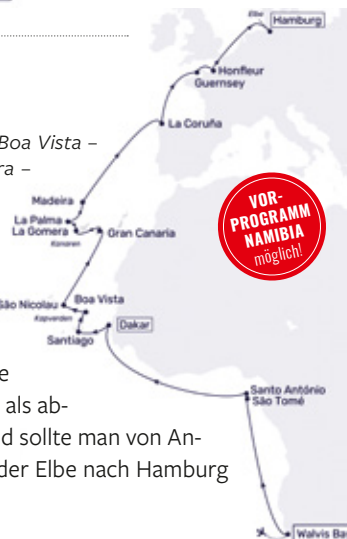 Elbe
Hamburg
Honfleur
Guernsey
La Coruña
Boa Vista –
ra –
Madeira
La Palma
La Gomera
Kanaren
Gran Canaria
VOR-
PROGRAMM
NAMIBIA
möglich!
São Nicolau
Boa Vista
Kapverden
Santiago
Dakar
e
als ab-
d sollte man von An-
der Elbe nach Hamburg
Santo António
São Tomé
Walvis Bay